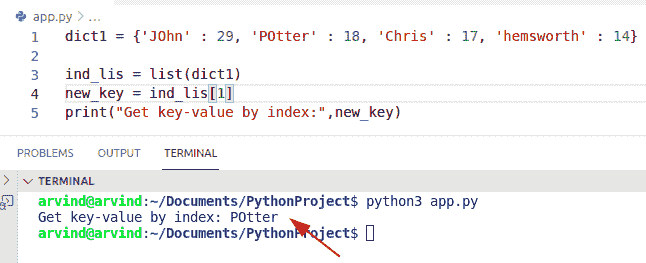 app.py > ...
1 dict1 = {'JOhn' : 29, 'POtter' : 18, 'Chris' : 17, 'hemsworth' : 14}
2
3 ind_lis = list(dict1)
4 new_key = ind_lis[1]
5 print("Get key-value by index:",new_key)
PROBLEMS OUTPUT TERMINAL
TERMINAL
arvind@arvind:~/Documents/PythonProject$ python3 app.py
Get key-value by index: POtter
arvind@arvind:~/Documents/PythonProject$